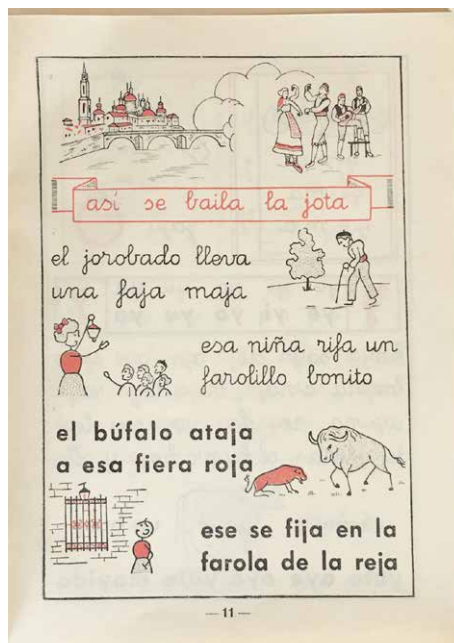 así se baila la jota
el jorobado lleva
una faja maja
esa niña rifa un
farolillo bonito
el búfalo ataja
a esa fiera roja
ese se fija en la
farola de la reja
— 11 —